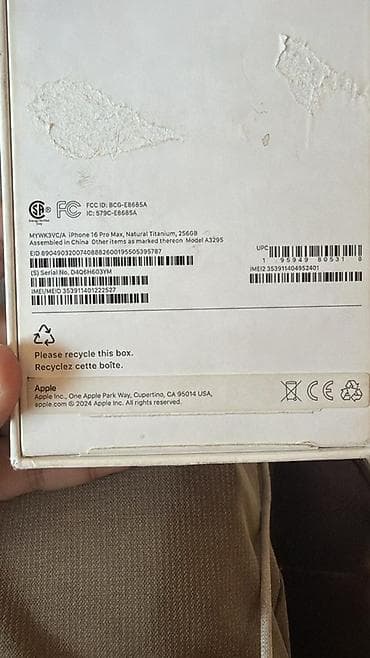 SA®
FC FCC ID: BCG-E8685A
IC: 579C-E8685A
MYWK3VC/A iPhone 16 Pro Max, Natural Titanium, 256GB
Assembled in China Other items as marked thereon Model A3295
EID 89049032007408882600195505395787
(S) Serial No. D4Q6H603YM
IMEI/MEID 353911401222527
UPC
1 95949 80531 8
IMEI2 353911404952401
Please recycle this box.
Recyclez cette boîte.
Apple
Apple Inc., One Apple Park Way, Cupertino, CA 95014 USA,
apple.com © 2024 Apple Inc. All rights reserved.
CE